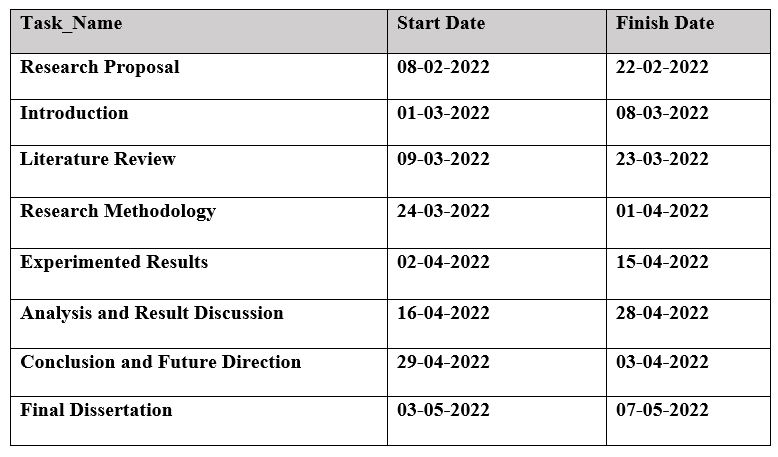 Task_Name Start Date Finish Date
Research Proposal 08-02-2022 22-02-2022
Introduction 01-03-2022 08-03-2022
Literature Review 09-03-2022 23-03-2022
Research Methodology 24-03-2022 01-04-2022
Experimented Results 02-04-2022 15-04-2022
Analysis and Result Discussion 16-04-2022 28-04-2022
Conclusion and Future Direction 29-04-2022 03-04-2022
Final Dissertation 03-05-2022 07-05-2022